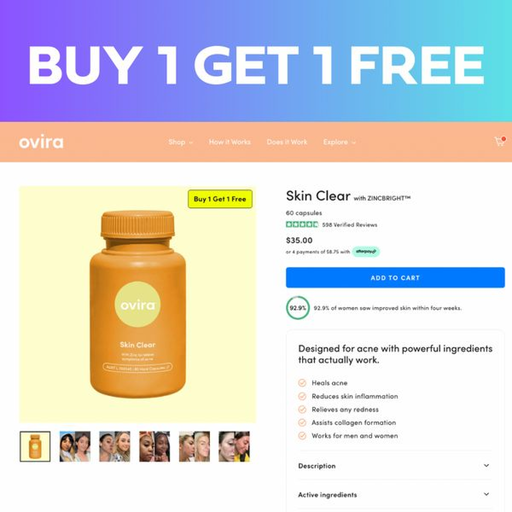 BUY 1 GET 1 FREE
ovira
Shop
How It Works
Does It Work
Explore
Buy 1 Get 1 Free
ovira
Skin Clear
Skin Clear with ZINCBRIGHT™
60 capsules
598 Verified Reviews
$35.00
or 4 payments of $8.75 with afterpay
ADD TO CART
92.9%
92.9% of women saw improved skin within four weeks.
Designed for acne with powerful ingredients
that actually work.
Heals acne
Reduces skin inflammation
Relieves any redness
Assists collagen formation
Works for men and women
Description
Active ingredients